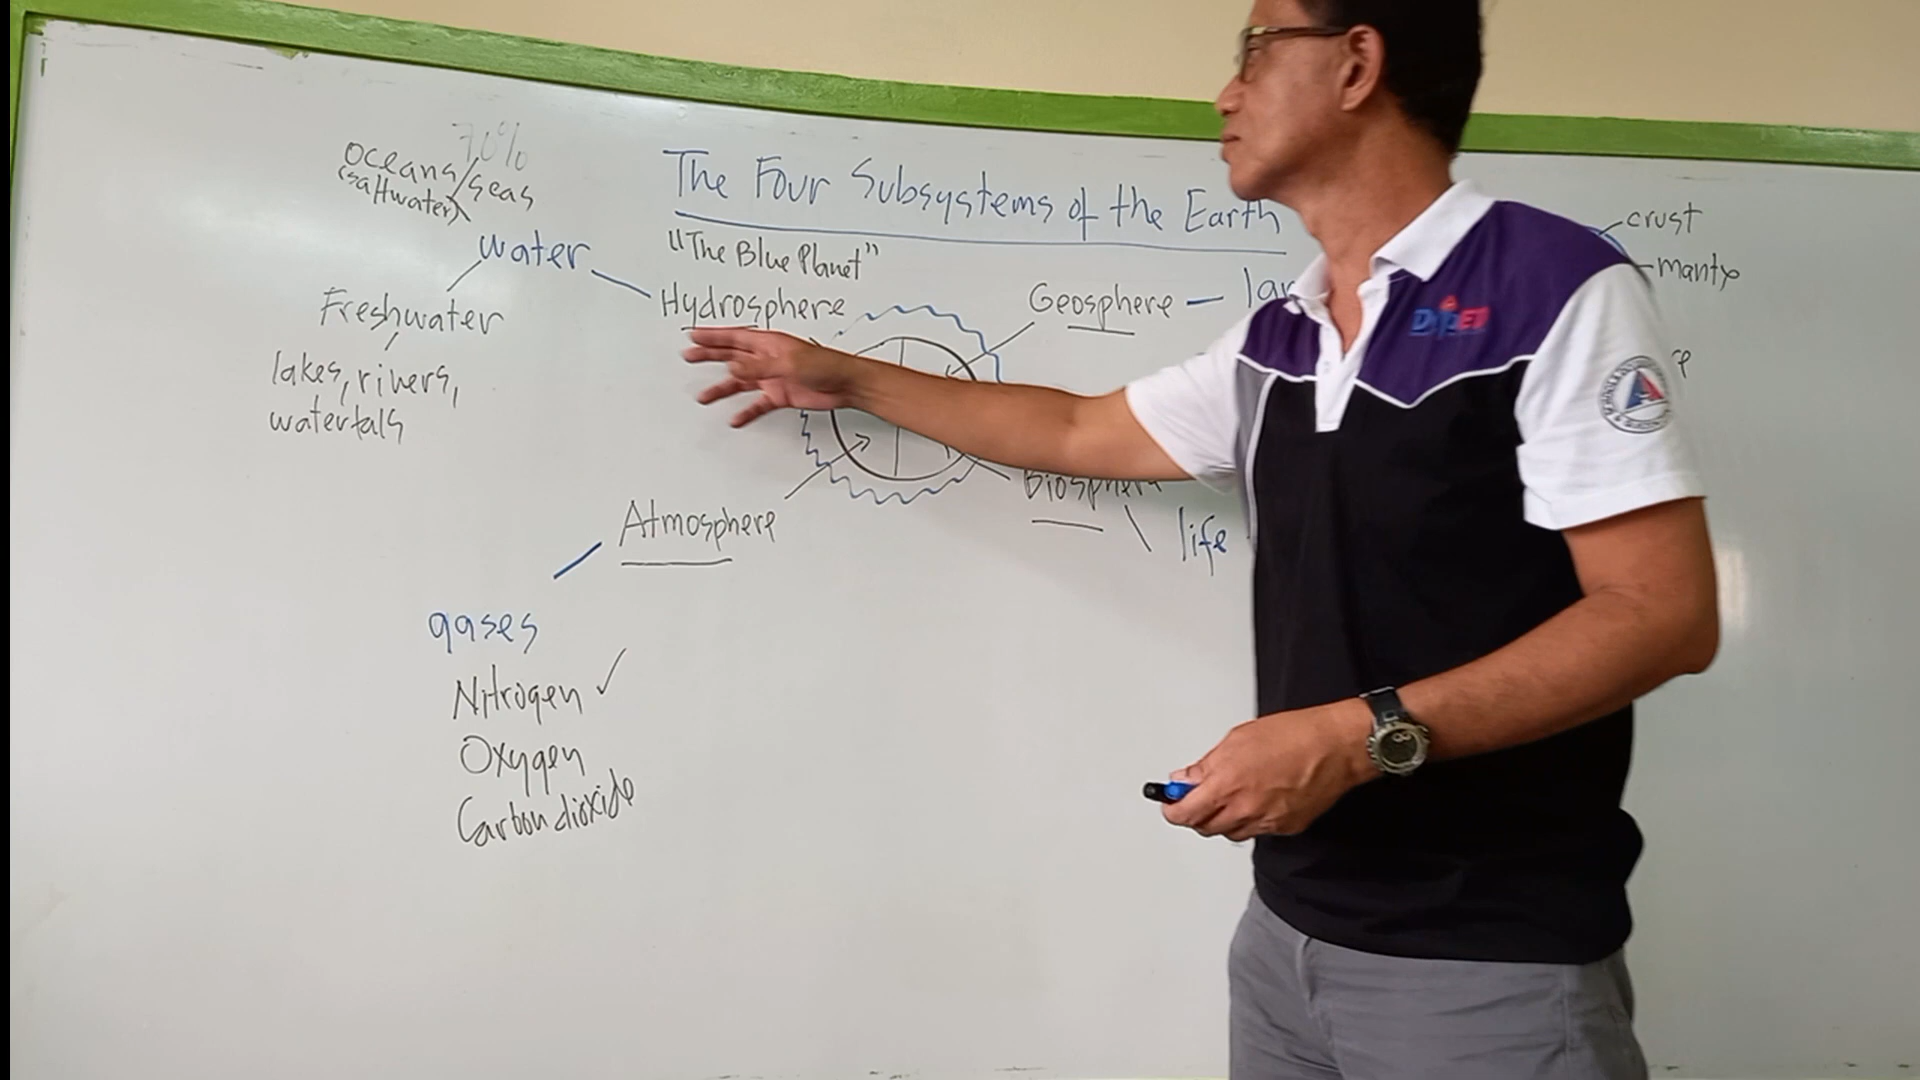 70%
oceans/seas
(saltwater)
The Four Subsystems of the Earth
"The Blue Planet"
water
Freshwater
lakes, rivers,
waterfalls
Hydrosphere
Geosphere
crust
mantle
Atmosphere
Biosphere
life
gases
Nitrogen ✓
Oxygen
Carbon dioxide
DepED